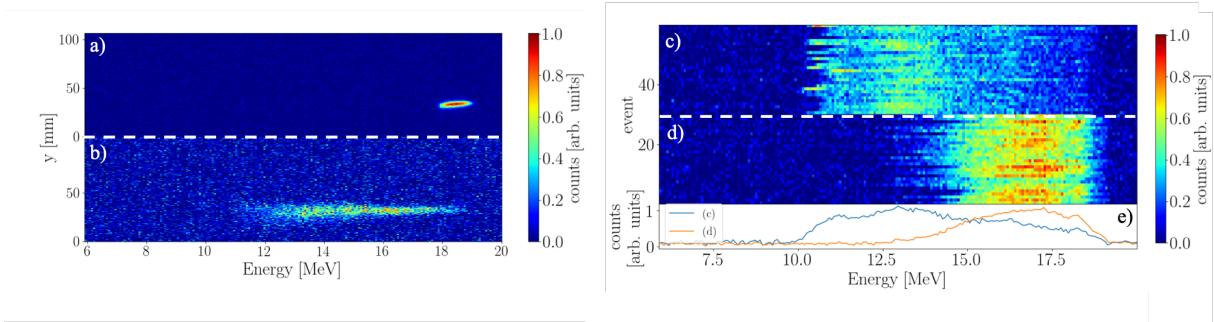 a)
100
50
0
y [mm]
b)
50
0
6
8
10
12
14
16
18
20
Energy [MeV]
1.0
0.8
0.6
0.4
0.2
0.0
counts [arb. units]
c)
40
event
d)
20
counts
[arb. units]
1
0
(c)
(d)
e)
7.5
10.0
12.5
15.0
17.5
Energy [MeV]
1.0
0.8
0.6
0.4
0.2
0.0
counts [arb. units]